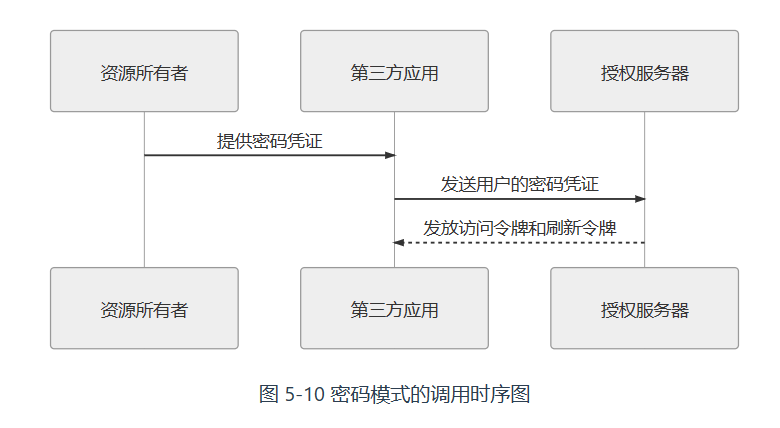 资源所有者 第三方应用 授权服务器
提供密码凭证
发送用户的密码凭证
发放访问令牌和刷新令牌
资源所有者 第三方应用 授权服务器
图 5-10 密码模式的调用时序图